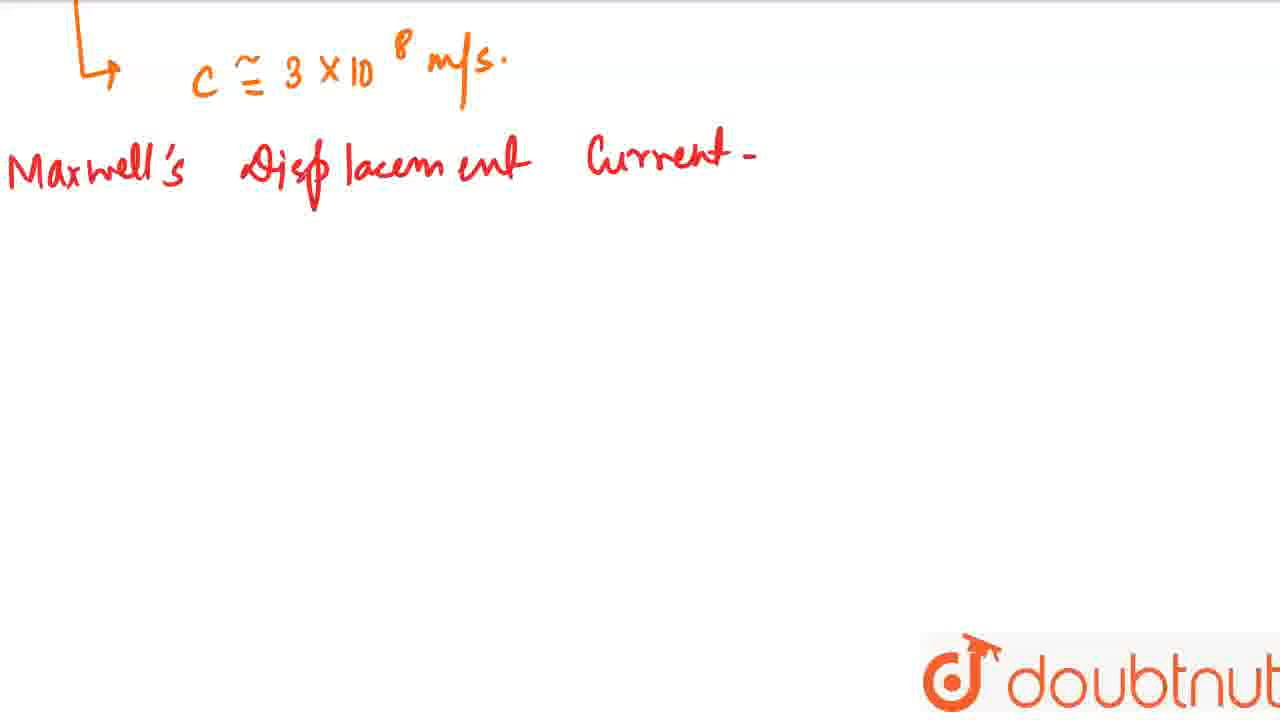 C ≅ 3 × 10⁸ m/s.
Maxwell's Displacement Current -
doubtnut